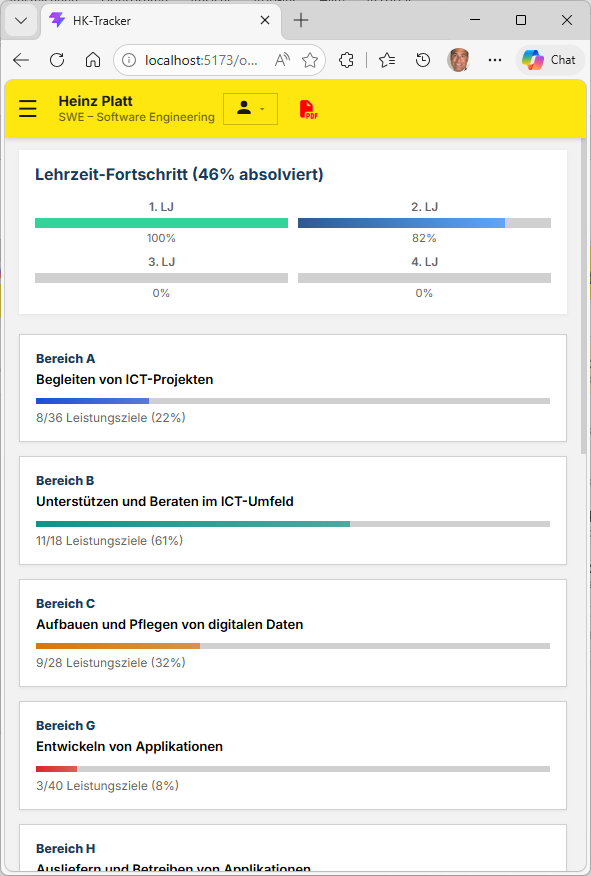 HK-Tracker
localhost:5173/o...
Chat
Heinz Platt
SWE – Software Engineering
PDF
Lehrzeit-Fortschritt (46% absolviert)
1. LJ
2. LJ
100%
82%
3. LJ
4. LJ
0%
0%
Bereich A
Begleiten von ICT-Projekten
8/36 Leistungsziele (22%)
Bereich B
Unterstützen und Beraten im ICT-Umfeld
11/18 Leistungsziele (61%)
Bereich C
Aufbauen und Pflegen von digitalen Daten
9/28 Leistungsziele (32%)
Bereich G
Entwickeln von Applikationen
3/40 Leistungsziele (8%)
Bereich H
Ausliefern und Betreiben von Applikationen